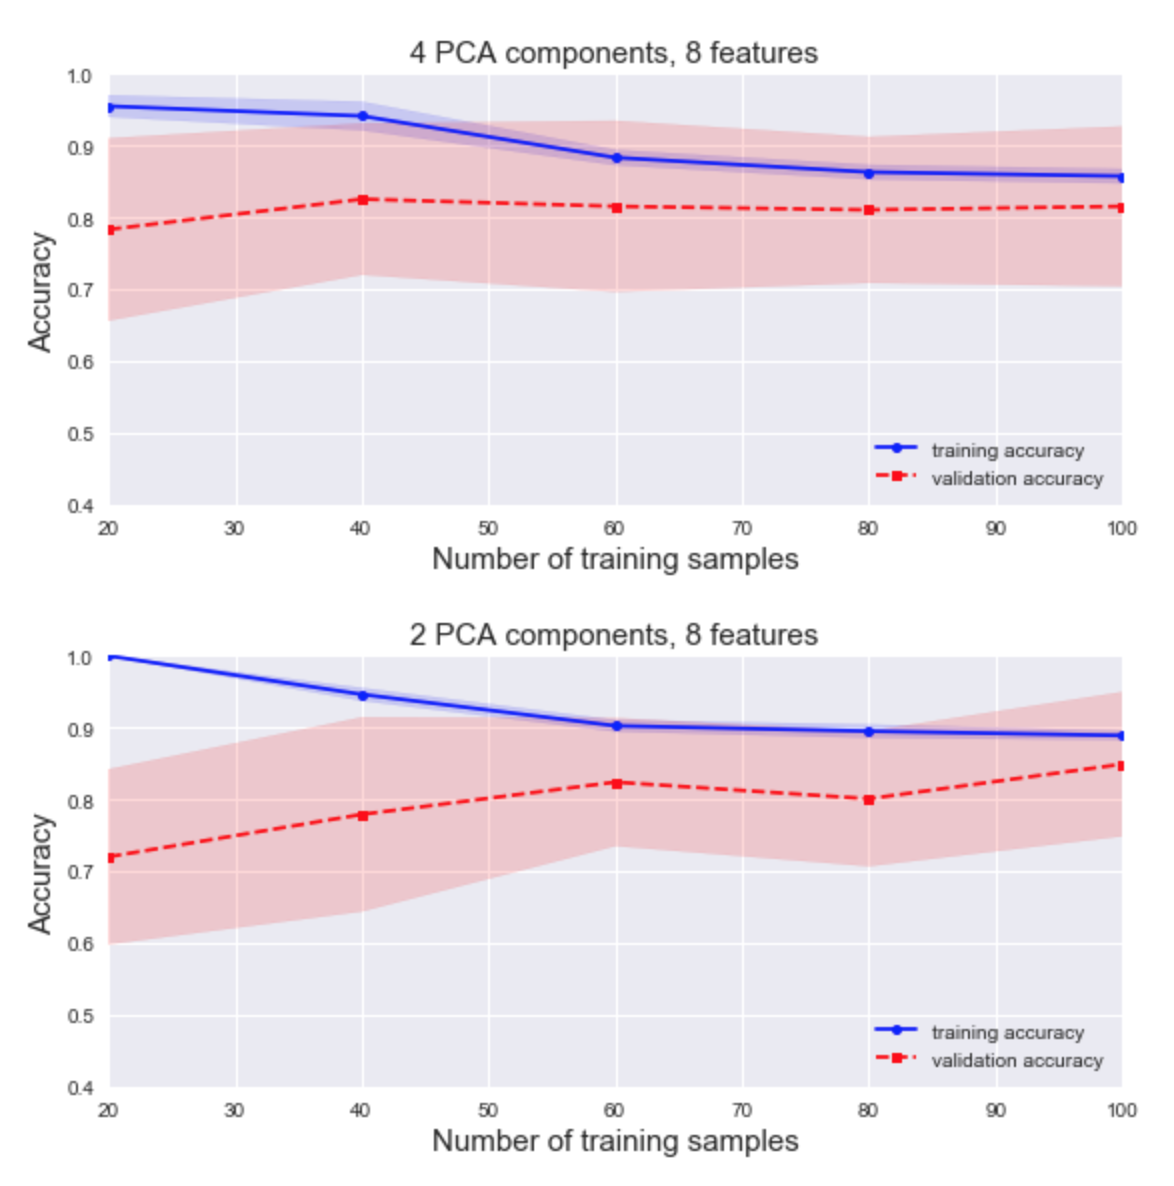 4 PCA components, 8 features
1.0
0.9
0.8
0.7
0.6
0.5
0.4
Accuracy
training accuracy
validation accuracy
20 30 40 50 60 70 80 90 100
Number of training samples
2 PCA components, 8 features
1.0
0.9
0.8
0.7
0.6
0.5
0.4
Accuracy
training accuracy
validation accuracy
20 30 40 50 60 70 80 90 100
Number of training samples